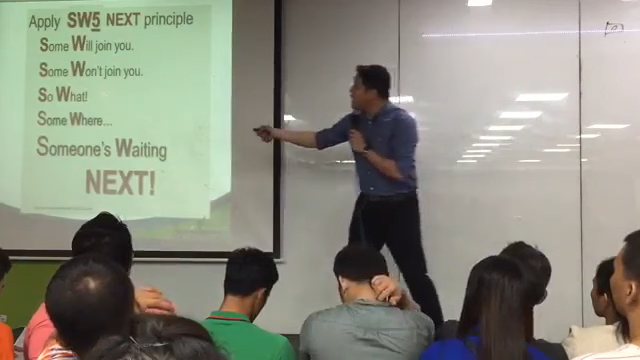 Apply SW5 NEXT principle
Some Will join you.
Some Won't join you.
So What!
Some Where...
Someone's Waiting
NEXT!